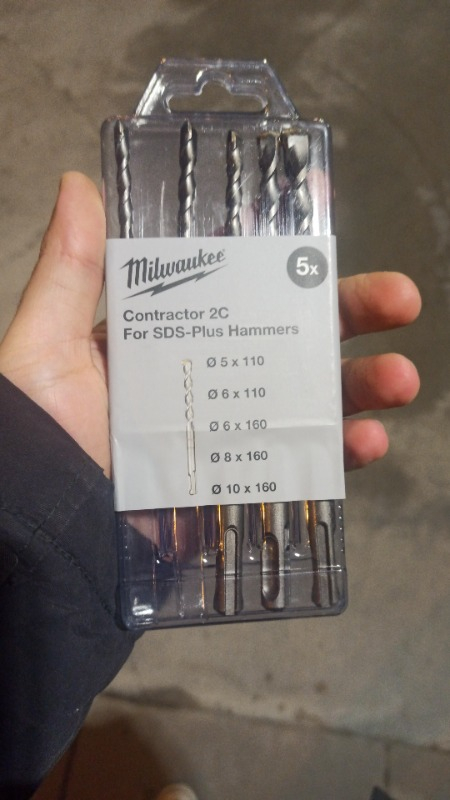 Milwaukee
5x
Contractor 2C
For SDS-Plus Hammers
Ø 5 x 110
Ø 6 x 110
Ø 6 x 160
Ø 8 x 160
Ø 10 x 160